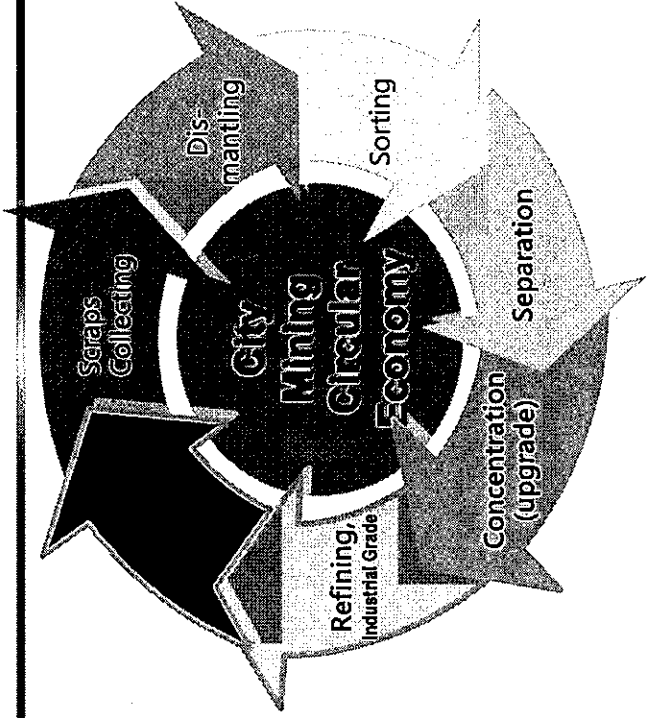 City
Mining
Circular
Economy
Scraps
Collecting
Dis-
mantling
Sorting
Separation
Concentration
(upgrade)
Refining,
Industrial Grade